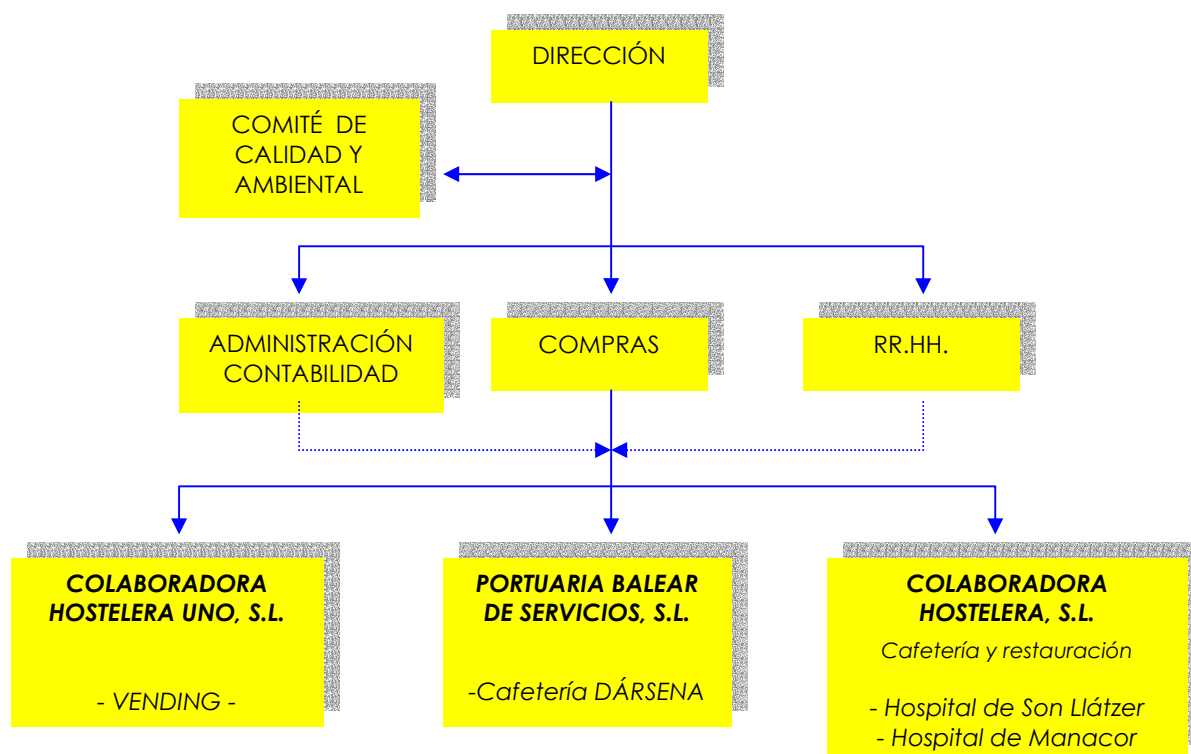 DIRECCIÓN
COMITÉ DE
CALIDAD Y
AMBIENTAL
ADMINISTRACIÓN
CONTABILIDAD
COMPRAS
RR.HH.
COLABORADORA
HOSTELERA UNO, S.L.
- VENDING -
PORTUARIA BALEAR
DE SERVICIOS, S.L.
-Cafetería DÁRSENA
COLABORADORA
HOSTELERA, S.L.
Cafetería y restauración
- Hospital de Son Llátzer
- Hospital de Manacor